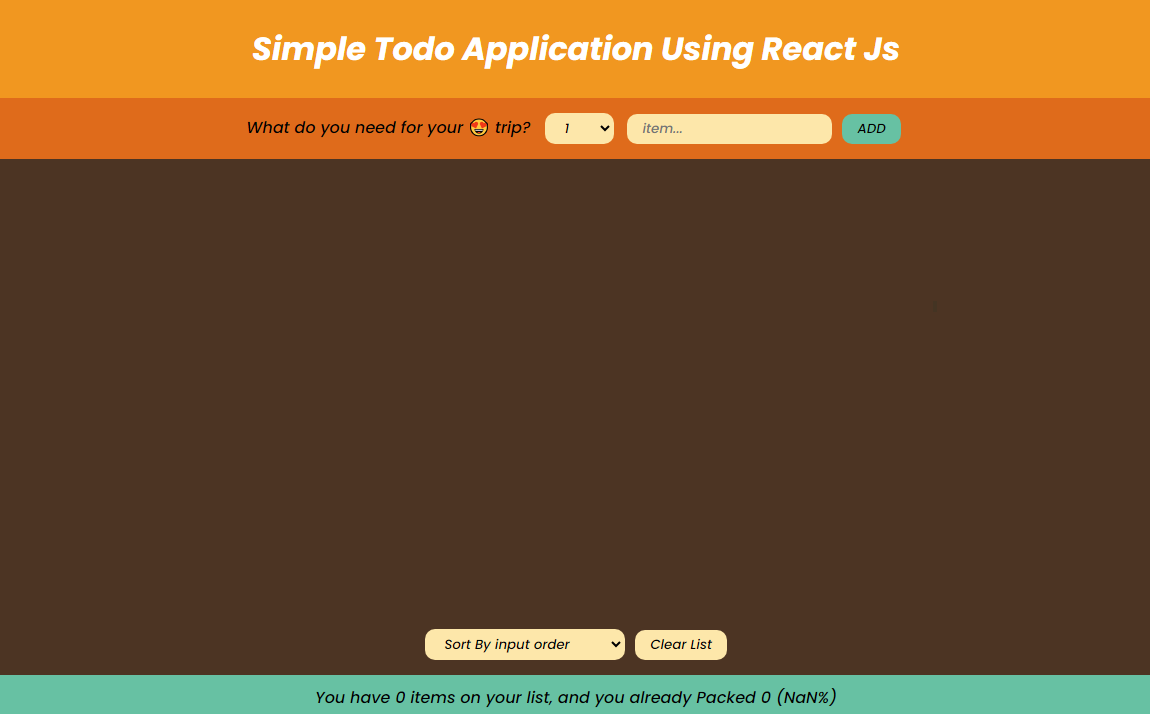 Simple Todo Application Using React Js
What do you need for your 😍 trip? 1 item... ADD
Sort By input order Clear List
You have 0 items on your list, and you already Packed 0 (NaN%)